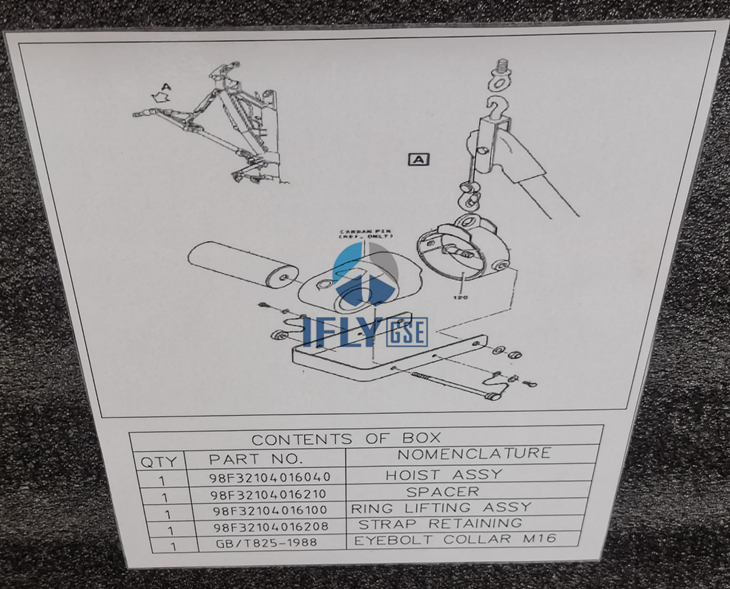 A
A
CARDAN PIN
(REF. ONLY)
120
IFLY GSE
CONTENTS OF BOX
QTY PART NO. NOMENCLATURE
1 98F32104016040 HOIST ASSY
1 98F32104016210 SPACER
1 98F32104016100 RING LIFTING ASSY
1 98F32104016208 STRAP RETAINING
1 GB/T825-1988 EYEBOLT COLLAR M16